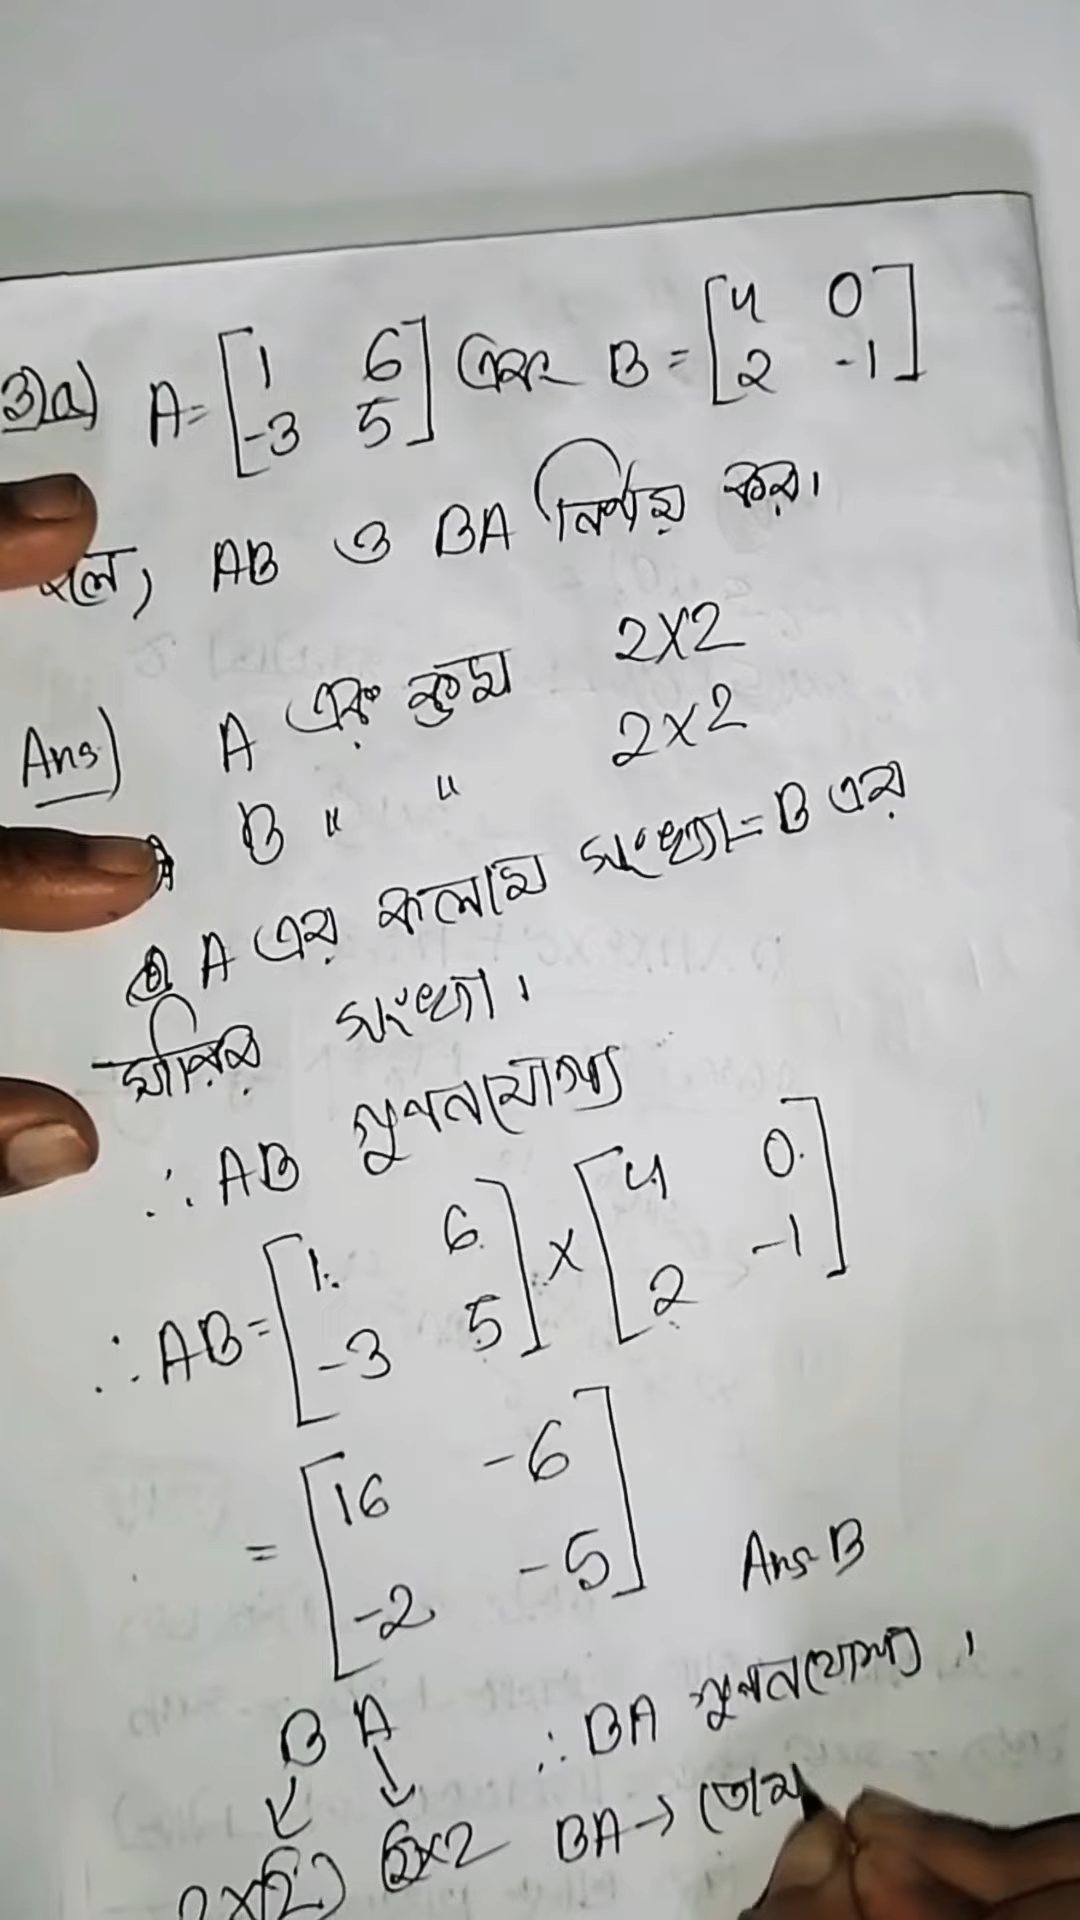 3)a) A = [1 6 -3 5] এবং B = [4 0 2 -1]
হলে, AB ও BA নির্ণয় কর।
Ans) A এর ক্রম 2×2
B " " 2×2
A এর কলাম সংখ্যা = B এর
সারির সংখ্যা।
∴ AB গুণনযোগ্য
∴ AB = [1 6 -3 5] × [4 0 2 -1]
= [16 -6 -2 -5] Ans B
B A ∴ BA গুণনযোগ্য।
2×2 2×2 BA →